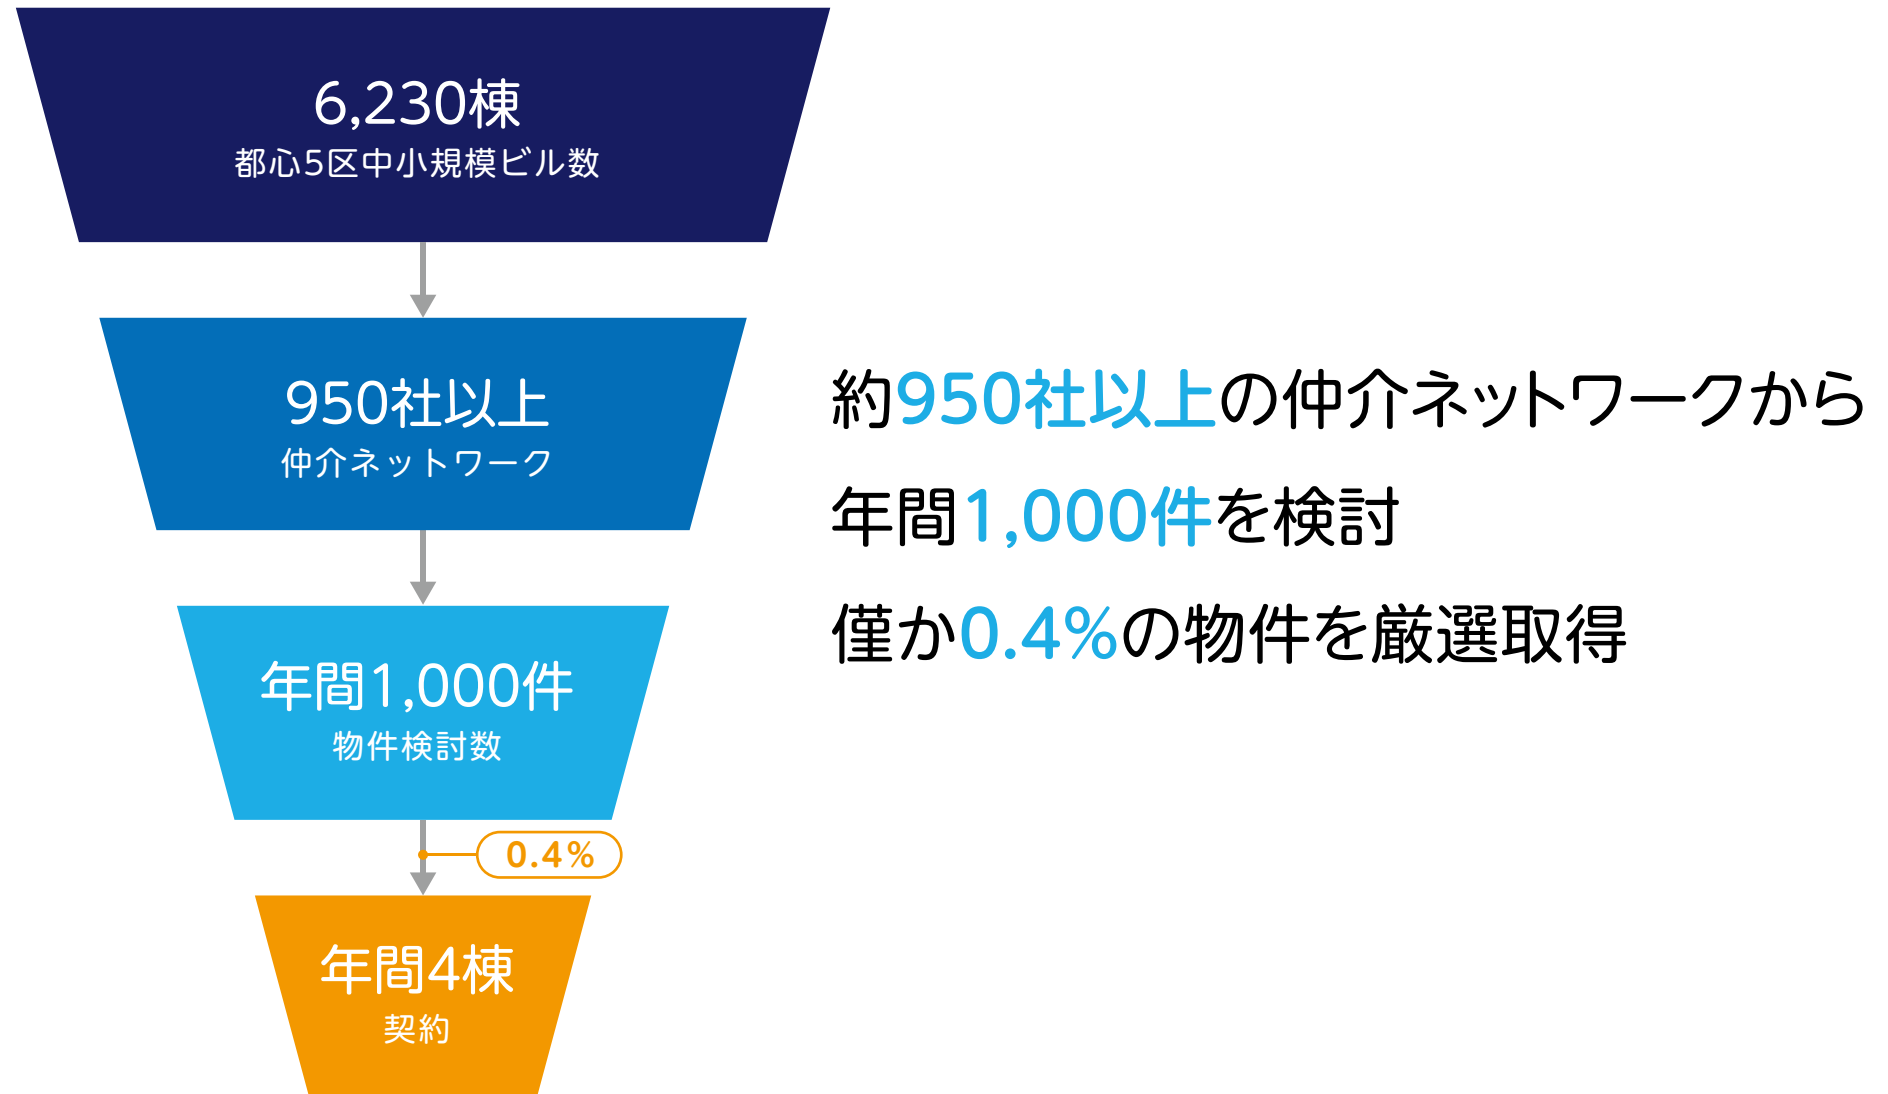 6,230棟
都心5区中小規模ビル数
950社以上
仲介ネットワーク
年間1,000件
物件検討数
0.4%
年間4棟
契約
約950社以上の仲介ネットワークから
年間1,000件を検討
僅か0.4%の物件を厳選取得